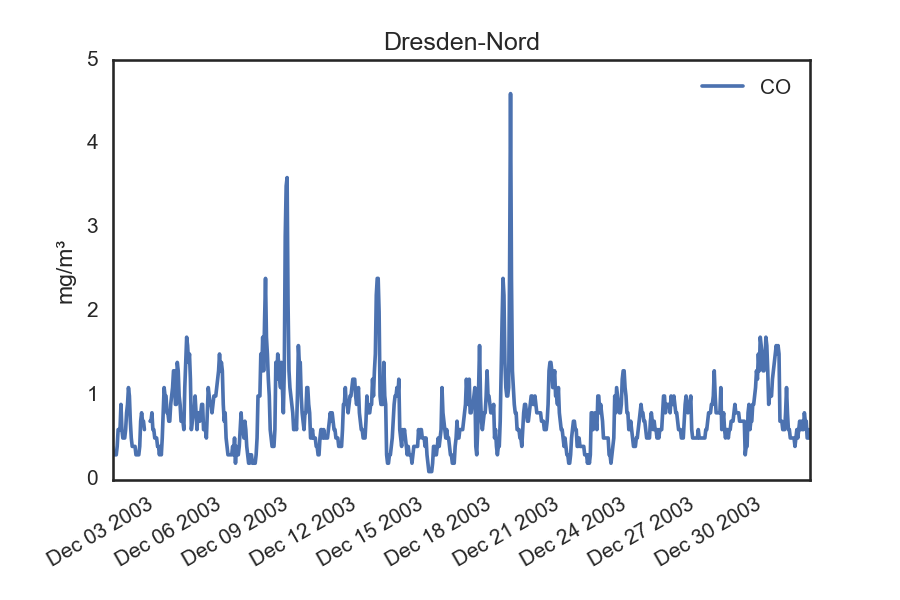 Dresden-Nord
5
4
3
2
1
0
mg/m³
CO
Dec 03 2003
Dec 06 2003
Dec 09 2003
Dec 12 2003
Dec 15 2003
Dec 18 2003
Dec 21 2003
Dec 24 2003
Dec 27 2003
Dec 30 2003